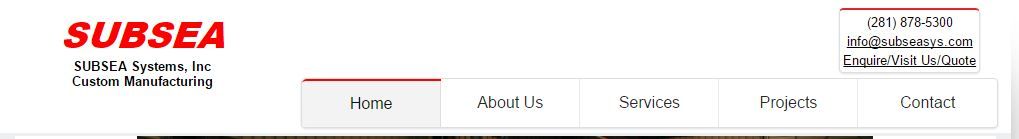 SUBSEA
SUBSEA Systems, Inc
Custom Manufacturing
(281) 878-5300
info@subseasys.com
Enquire/Visit Us/Quote
Home
About Us
Services
Projects
Contact